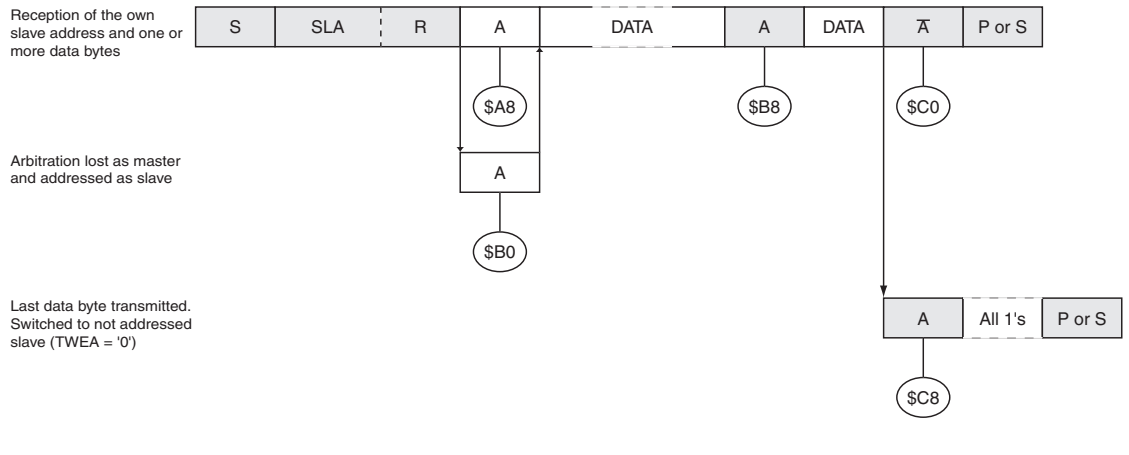 Reception of the own
slave address and one or
more data bytes
S SLA R A DATA A DATA A̅ P or S
$A8 $B8 $C0
Arbitration lost as master
and addressed as slave
A
$B0
Last data byte transmitted.
Switched to not addressed
slave (TWEA = '0')
A All 1's P or S
$C8